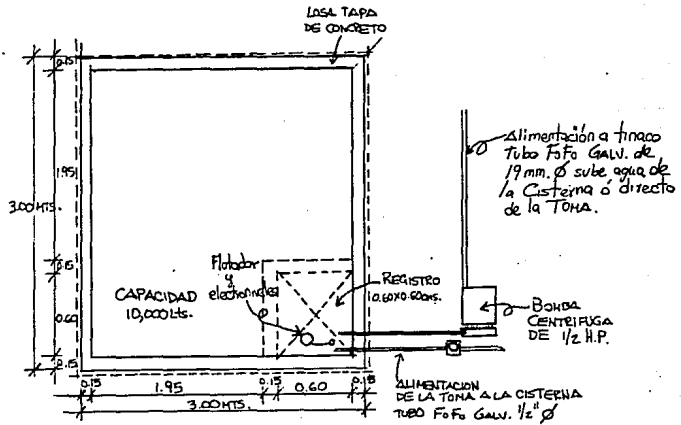 LOSA TAPA
DE CONCRETO
0.15
1.95
3.00 MTS.
0.15
0.60
0.15
Alimentación a tinaco
Tubo FoFo GALV. de
19 mm. Ø sube agua de
la Cisterna ó directo
de la TOMA.
Flotador
y
electronivels
REGISTRO
0.60X0.60 MTS.
CAPACIDAD
10,000 Lts.
BOMBA
CENTRIFUGA
DE 1/2 H.P.
0.15
1.95
0.15
0.60
0.15
3.00 MTS.
ALIMENTACION
DE LA TOMA A LA CISTERNA
TUBO FoFo GALV. 1/2" Ø